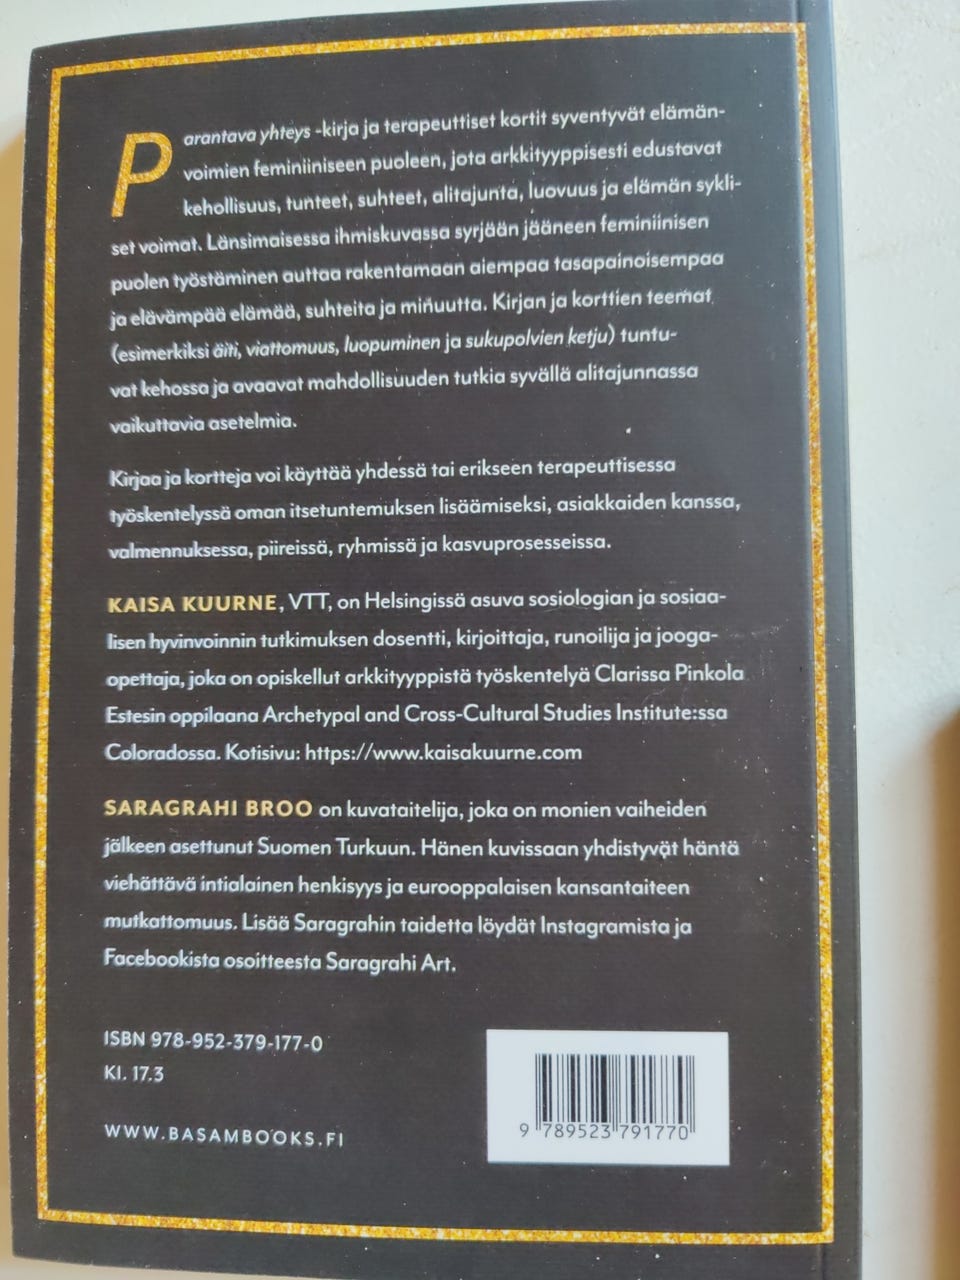 Parantava yhteys -kirja ja terapeuttiset kortit syventyvät elämän-
voimien feminiiniseen puoleen, jota arkkityyppisesti edustavat
kehollisuus, tunteet, suhteet, alitajunta, luovuus ja elämän sykli-
set voimat. Länsimaisessa ihmiskuvassa syrjään jääneen feminiinisen
puolen työstäminen auttaa rakentamaan aiempaa tasapainoisempaa
ja elävämpää elämää, suhteita ja minuutta. Kirjan ja korttien teemat
(esimerkiksi äiti, viattomuus, luopuminen ja sukupolvien ketju) tuntu-
vat kehossa ja avaavat mahdollisuuden tutkia syvällä alitajunnassa
vaikuttavia asetelmia.
Kirjaa ja kortteja voi käyttää yhdessä tai erikseen terapeuttisessa
työskentelyssä oman itsetuntemuksen lisäämiseksi, asiakkaiden kanssa,
valmennuksessa, piireissä, ryhmissä ja kasvuprosesseissa.
KAISA KUURNE, VTT, on Helsingissä asuva sosiologian ja sosiaa-
lisen hyvinvoinnin tutkimuksen dosentti, kirjoittaja, runoilija ja jooga-
opettaja, joka on opiskellut arkkityyppistä työskentelyä Clarissa Pinkola
Estesin oppilaana Archetypal and Cross-Cultural Studies Institute:ssa
Coloradossa. Kotisivu: https://www.kaisakuurne.com
SARAGRAHI BROO on kuvataitelija, joka on monien vaiheiden
jälkeen asettunut Suomen Turkuun. Hänen kuvissaan yhdistyvät häntä
viehättävä intialainen henkisyys ja eurooppalaisen kansantaiteen
mutkattomuus. Lisää Saragrahin taidetta löydät Instagramista ja
Facebookista osoitteesta Saragrahi Art.
ISBN 978-952-379-177-0
Kl. 17.3
WWW.BASAMBOOKS.FI
9 789523 791770